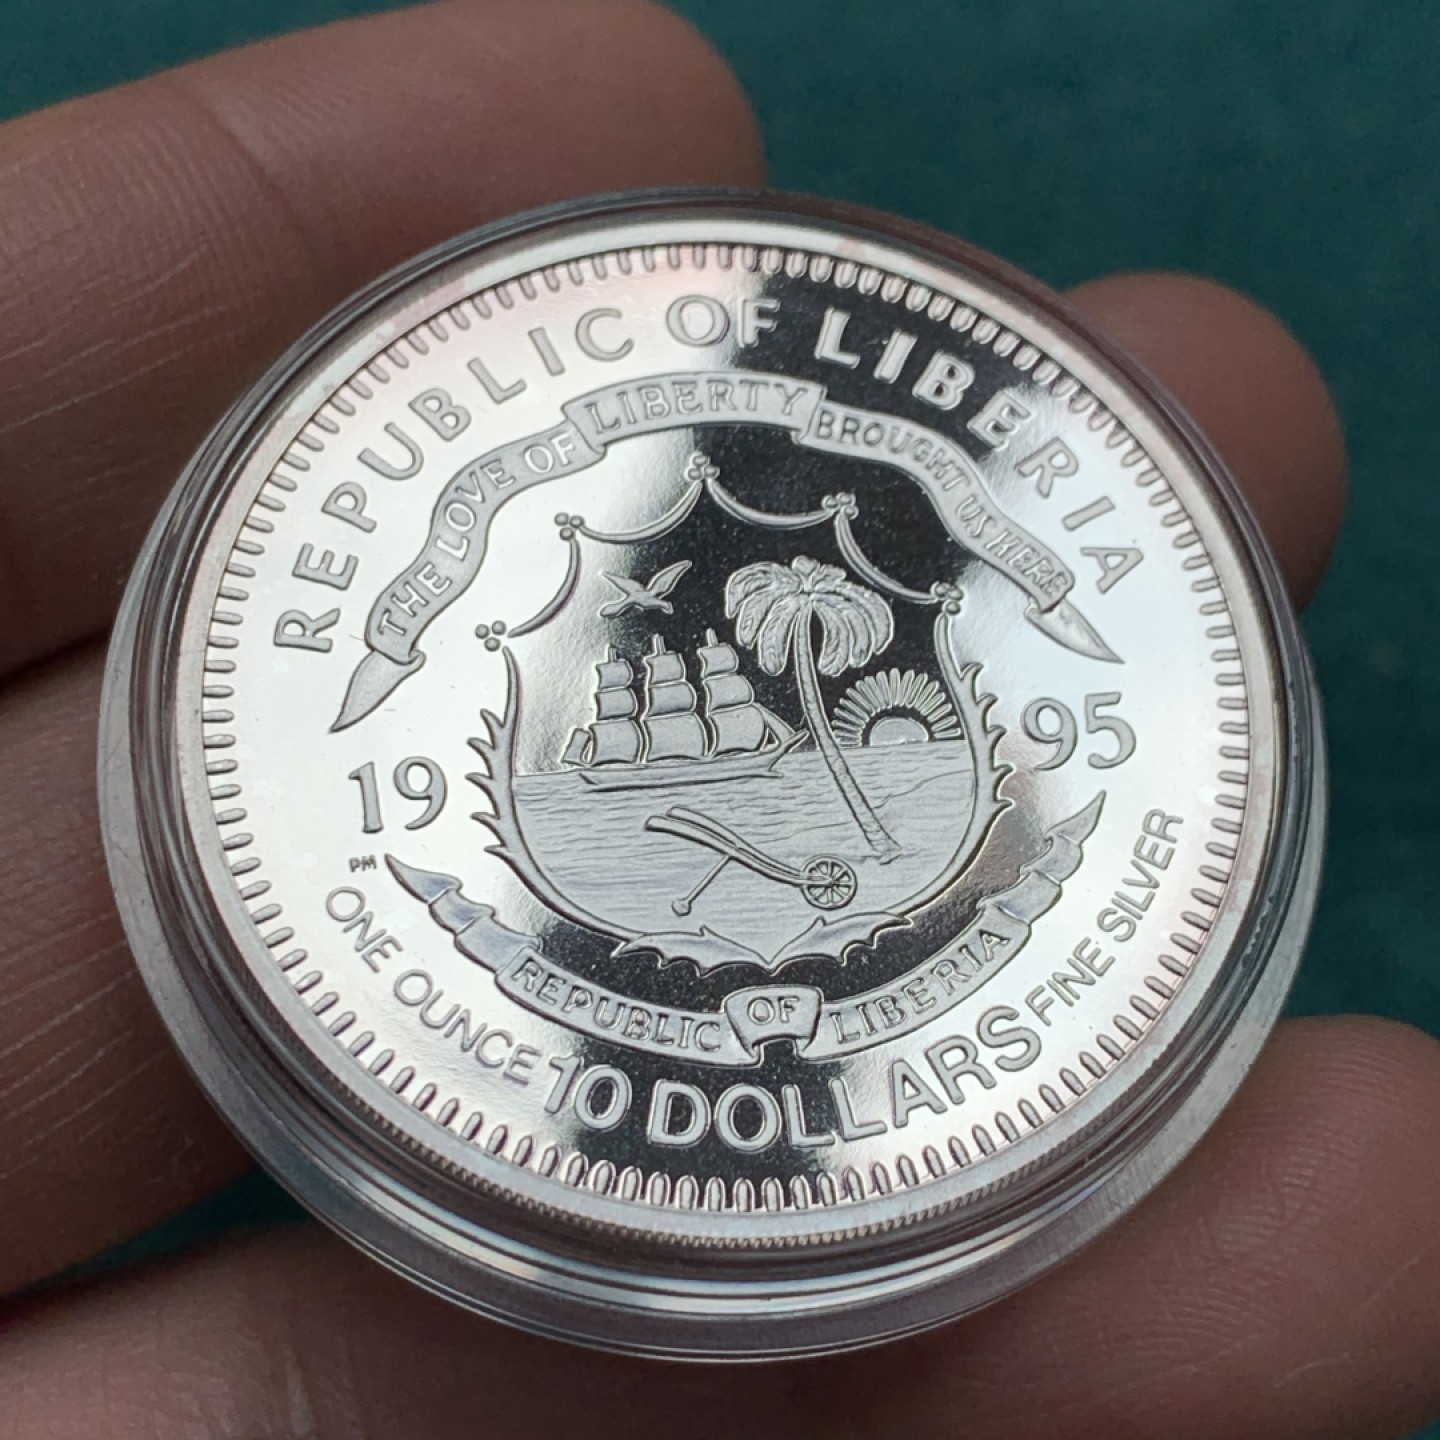 REPUBLIC OF LIBERIA
THE LOVE OF LIBERTY BROUGHT US HERE
19 95
PM
REPUBLIC OF LIBERIA
ONE OUNCE 10 DOLLARS FINE SILVER